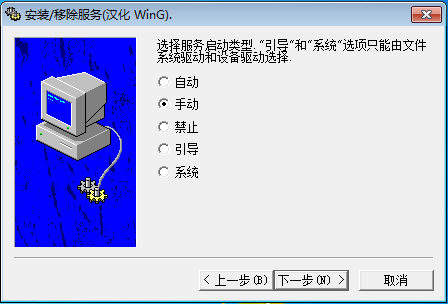 安装/移除服务(汉化 WinG).
选择服务启动类型.“引导”和“系统”选项只能由文件
系统驱动和设备驱动选择.
自动
手动
禁止
引导
系统
< 上一步(B)
下一步(N) >
取消